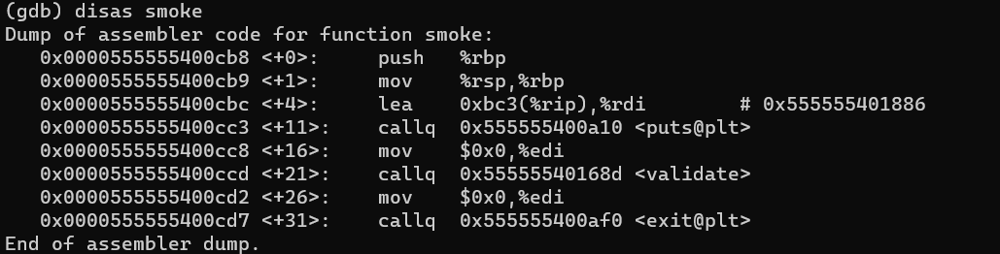 (gdb) disas smoke
Dump of assembler code for function smoke:
   0x0000555555400cb8 <+0>:     push   %rbp
   0x0000555555400cb9 <+1>:     mov    %rsp,%rbp
   0x0000555555400cbc <+4>:     lea    0xbc3(%rip),%rdi        # 0x555555401886
   0x0000555555400cc3 <+11>:    callq  0x555555400a10 <puts@plt>
   0x0000555555400cc8 <+16>:    mov    $0x0,%edi
   0x0000555555400ccd <+21>:    callq  0x55555540168d <validate>
   0x0000555555400cd2 <+26>:    mov    $0x0,%edi
   0x0000555555400cd7 <+31>:    callq  0x555555400af0 <exit@plt>
End of assembler dump.